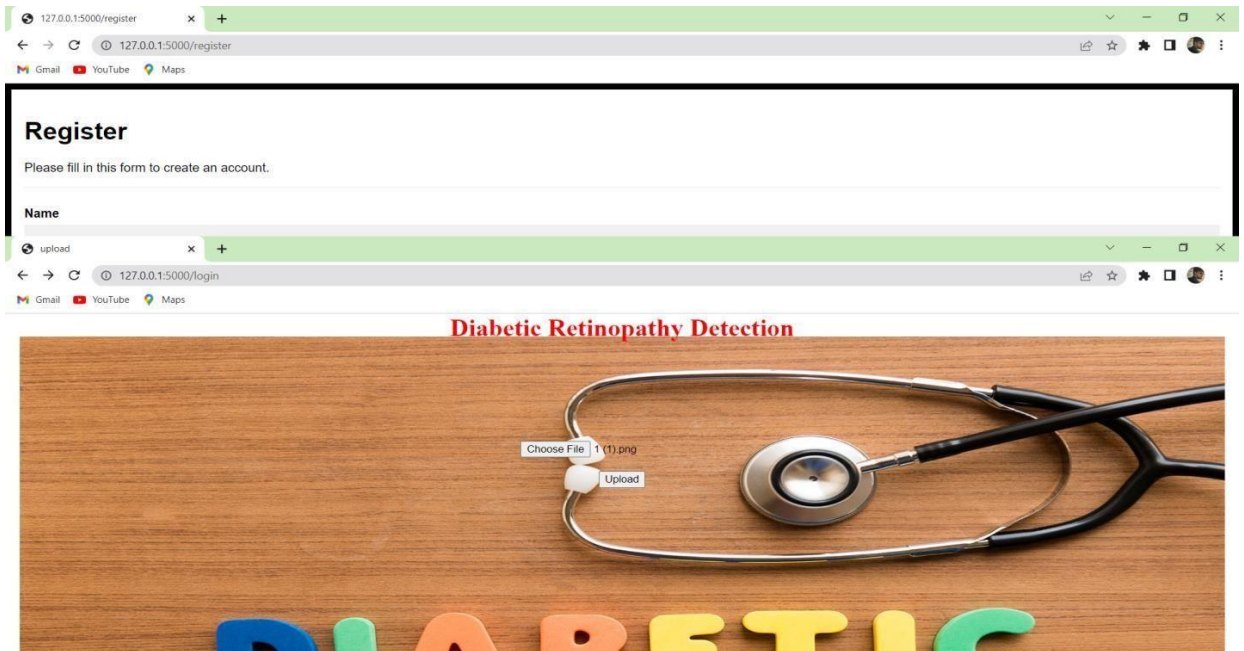 127.0.0.1:5000/register
127.0.0.1:5000/register
Gmail YouTube Maps
Register
Please fill in this form to create an account.
Name
upload
127.0.0.1:5000/login
Gmail YouTube Maps
Diabetic Retinopathy Detection
Choose File 1 (1).png
Upload
DIABETIC